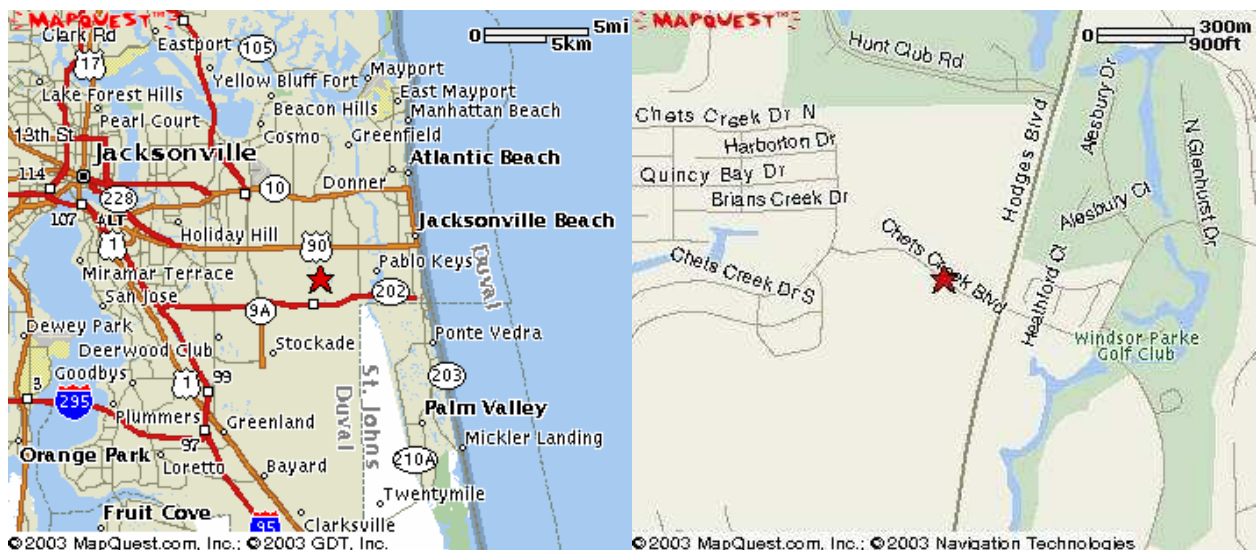 MAPQUEST™
5mi
0
5km
Clark Rd
Eastport
105
17
Yellow Bluff Fort
Mayport
Lake Forest Hills
Beacon Hills
East Mayport
Manhattan Beach
Pearl Court
Cosmo
Greenfield
13th St
Jacksonville
Atlantic Beach
114
228
10
Donner
107
ALT
1
Holiday Hill
90
Jacksonville Beach
Miramar Terrace
Pablo Keys
Duval
San Jose
202
9A
Dewey Park
Stockade
Ponte Vedra
Deerwood Club
Goodbys
1
99
203
3
295
St. Johns
Duval
Plummers
Greenland
Palm Valley
97
Mickler Landing
Orange Park
Loretto
Bayard
210A
Twentymile
Fruit Cove
95
Clarksville
©2003 MapQuest.com, Inc.; ©2003 GDT, Inc.
MAPQUEST™
300m
0
900ft
Hunt Club Rd
Alesbury Dr
Chets Creek Dr N
Hodges Blvd
N Glenhurst Dr
Harborton Dr
Quincy Bay Dr
Brians Creek Dr
Alesbury Ct
Chets Creek Blvd
Chets Creek Dr S
Heathford Ct
Windsor Parke
Golf Club
©2003 MapQuest.com, Inc.; ©2003 Navigation Technologies